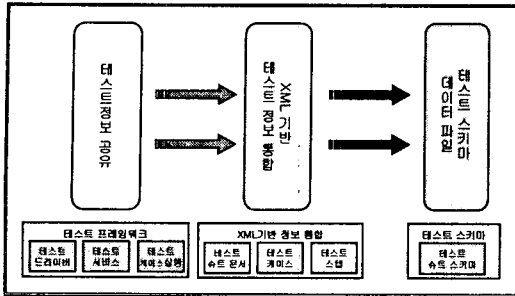 테스트정보 공유
XML 기반
테스트 정보 통합
테스트 스키마
데이터 파일
테스트 프레임워크
테스트
드라이버
테스트
서비스
테스트
케이스실행
XML기반 정보 통합
테스트
슈트 문서
테스트
케이스
테스트
스텝
테스트 스키마
테스트
슈트 스키마